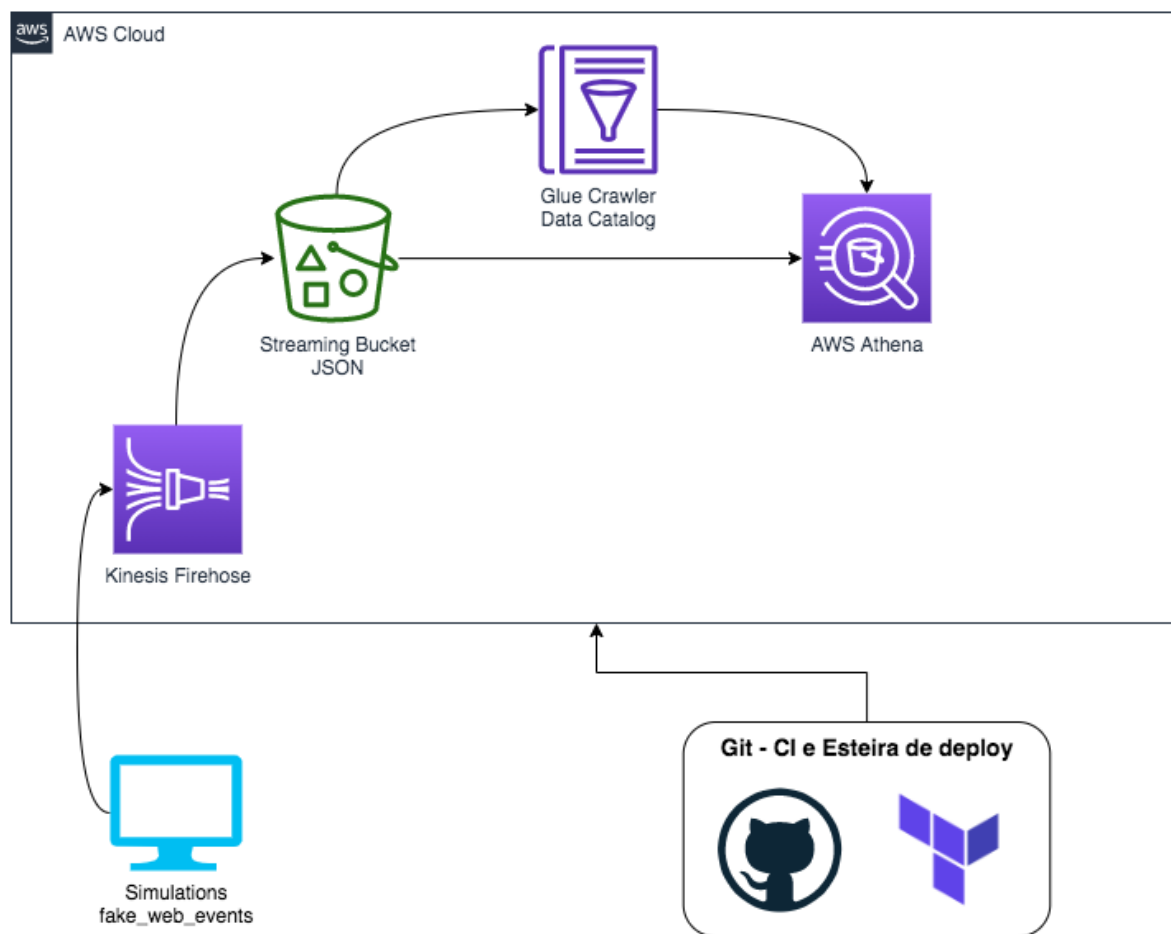 aws
AWS Cloud
Glue Crawler
Data Catalog
Streaming Bucket
JSON
AWS Athena
Kinesis Firehose
Git - CI e Esteira de deploy
Simulations
fake_web_events